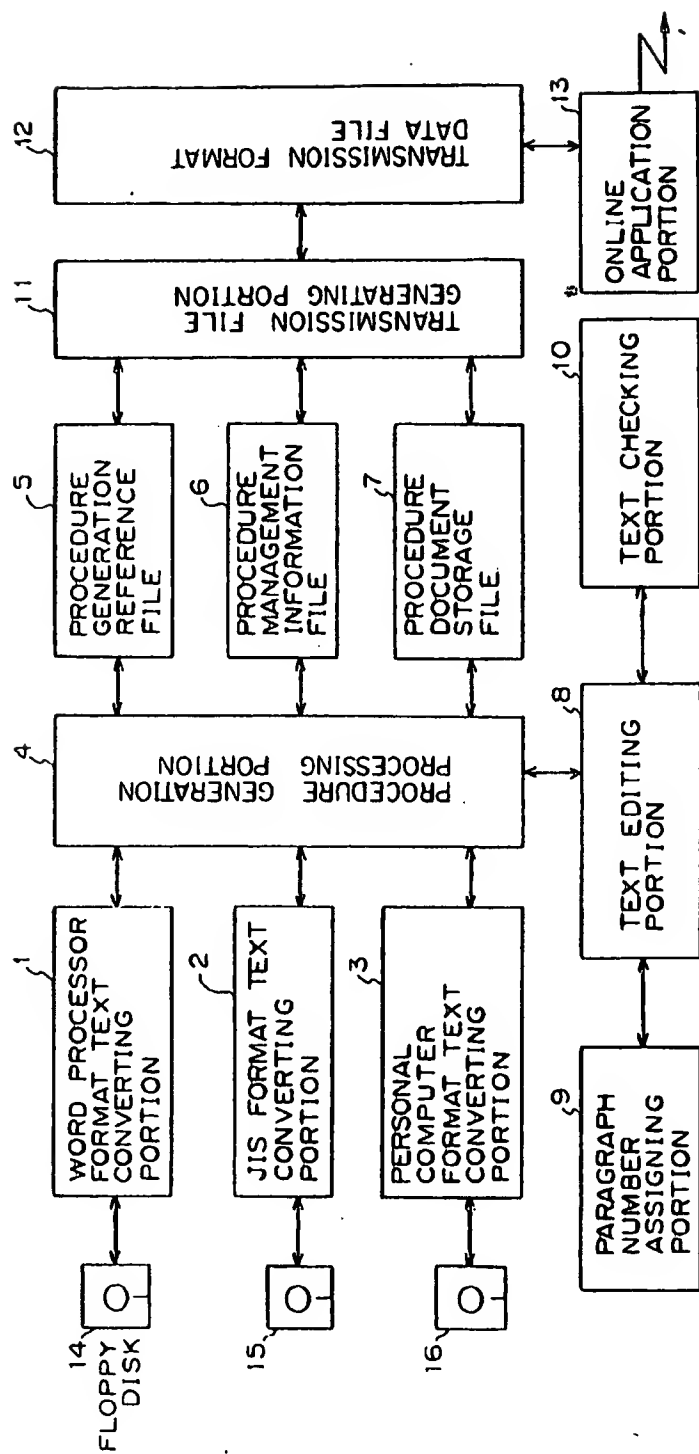 14
FLOPPY
DISK
15
16
1
WORD PROCESSOR
FORMAT TEXT
CONVERTING
PORTION
2
JIS FORMAT TEXT
CONVERTING
PORTION
3
PERSONAL
COMPUTER
FORMAT TEXT
CONVERTING
PORTION
4
PROCEDURE GENERATION
PROCESSING PORTION
5
PROCEDURE
GENERATION
REFERENCE
FILE
6
PROCEDURE
MANAGEMENT
INFORMATION
FILE
7
PROCEDURE
DOCUMENT
STORAGE
FILE
11
TRANSMISSION FILE
GENERATING PORTION
12
TRANSMISSION FORMAT
DATA FILE
9
PARAGRAPH
NUMBER
ASSIGNING
PORTION
8
TEXT EDITING
PORTION
10
TEXT CHECKING
PORTION
13
ONLINE
APPLICATION
PORTION